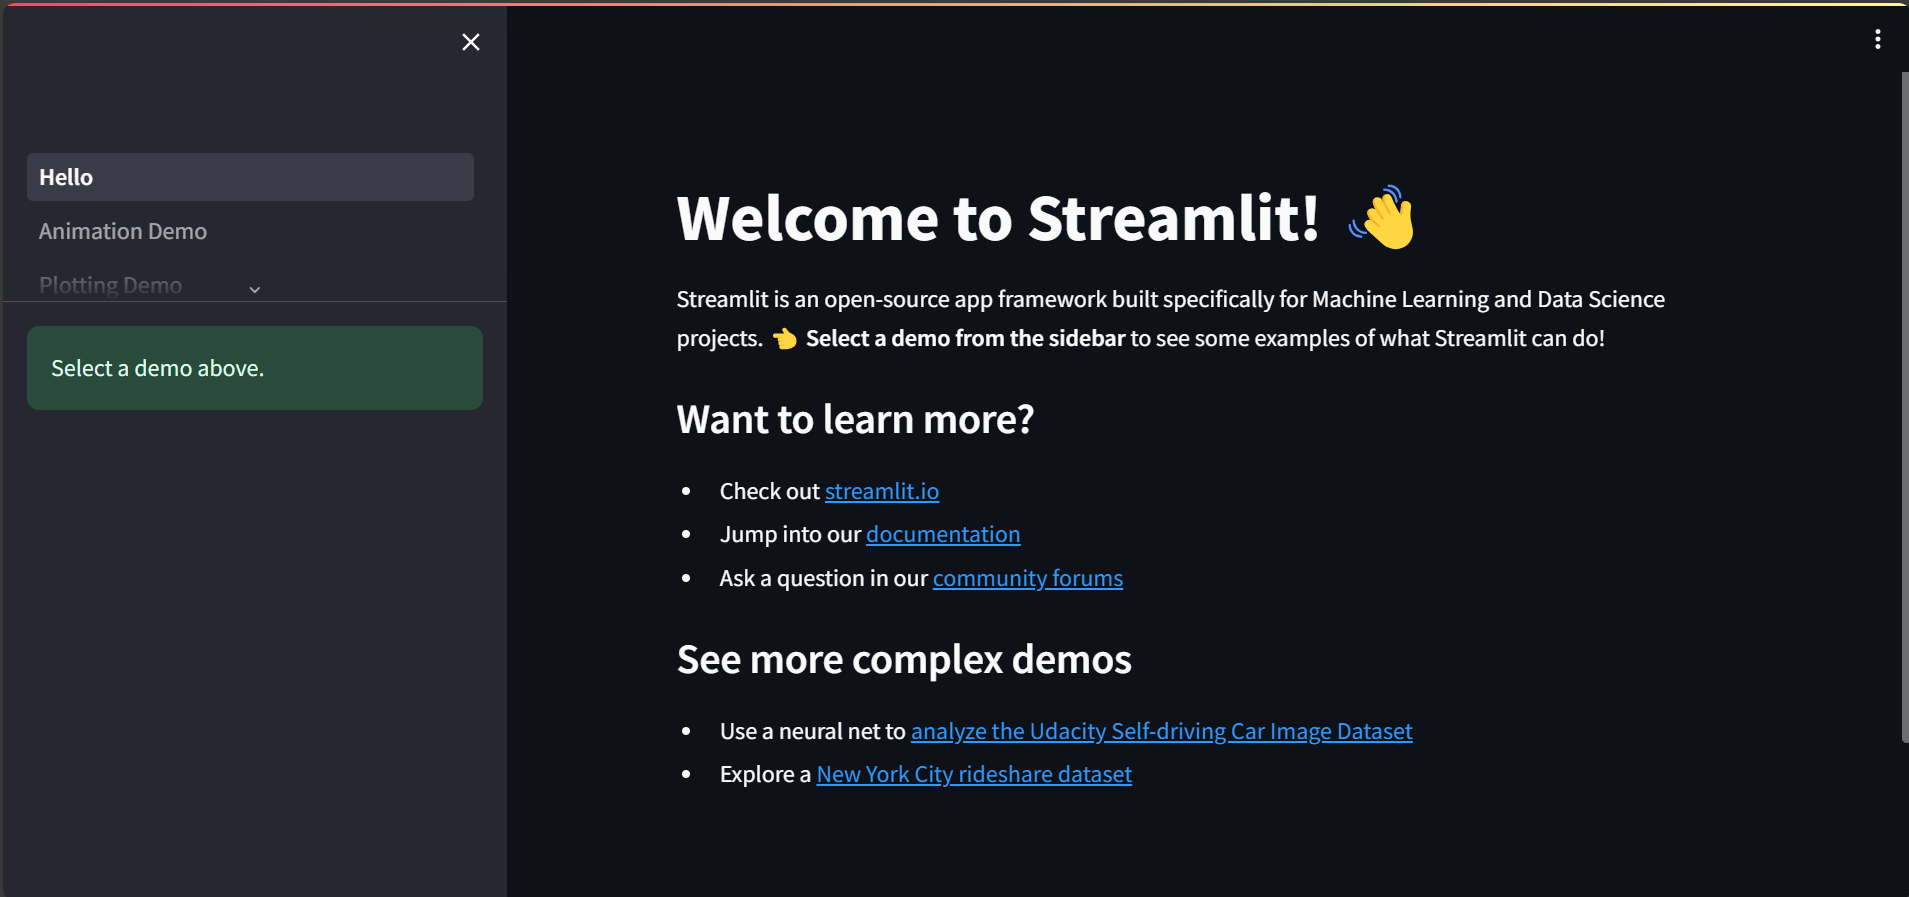 Hello
Animation Demo
Plotting Demo
Select a demo above.
Welcome to Streamlit! 👋
Streamlit is an open-source app framework built specifically for Machine Learning and Data Science
projects. 👈 Select a demo from the sidebar to see some examples of what Streamlit can do!
Want to learn more?
• Check out streamlit.io
• Jump into our documentation
• Ask a question in our community forums
See more complex demos
• Use a neural net to analyze the Udacity Self-driving Car Image Dataset
• Explore a New York City rideshare dataset